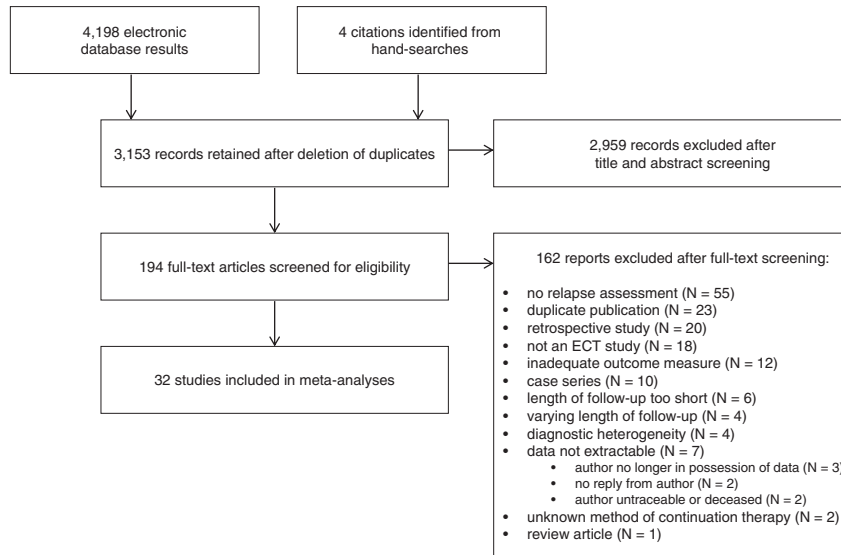 4,198 electronic
database results
4 citations identified from
hand-searches
3,153 records retained after deletion of duplicates
2,959 records excluded after
title and abstract screening
194 full-text articles screened for eligibility
162 reports excluded after full-text screening:
• no relapse assessment (N = 55)
• duplicate publication (N = 23)
• retrospective study (N = 20)
• not an ECT study (N = 18)
• inadequate outcome measure (N = 12)
• case series (N = 10)
• length of follow-up too short (N = 6)
• varying length of follow-up (N = 4)
• diagnostic heterogeneity (N = 4)
• data not extractable (N = 7)
• author no longer in possession of data (N = 3)
• no reply from author (N = 2)
• author untraceable or deceased (N = 2)
• unknown method of continuation therapy (N = 2)
• review article (N = 1)
32 studies included in meta-analyses